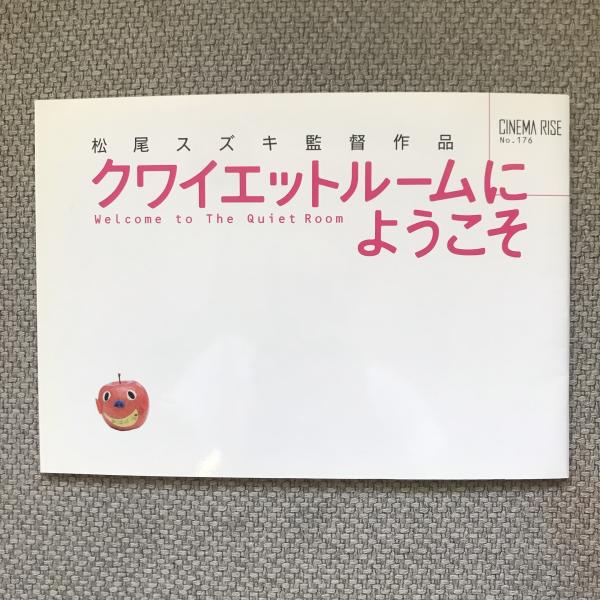 CINEMA RISE
No.176
松尾スズキ監督作品
クワイエットルームに
Welcome to The Quiet Room
ようこそ